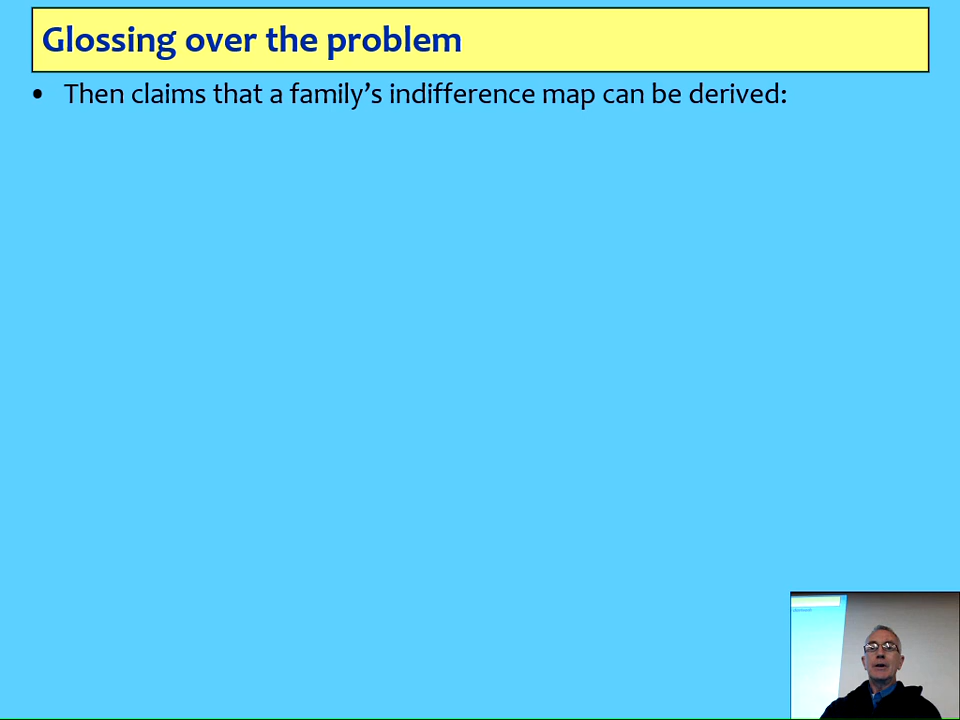 Glossing over the problem
• Then claims that a family’s indifference map can be derived: